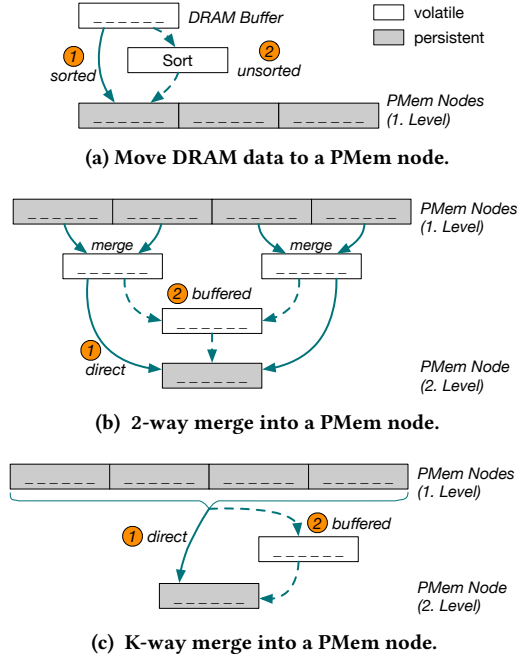 DRAM Buffer
volatile
persistent
1
sorted
Sort
2
unsorted
PMem Nodes
(1. Level)
(a) Move DRAM data to a PMem node.
PMem Nodes
(1. Level)
merge
merge
2 buffered
1
direct
PMem Node
(2. Level)
(b) 2-way merge into a PMem node.
PMem Nodes
(1. Level)
1 direct
2 buffered
PMem Node
(2. Level)
(c) K-way merge into a PMem node.